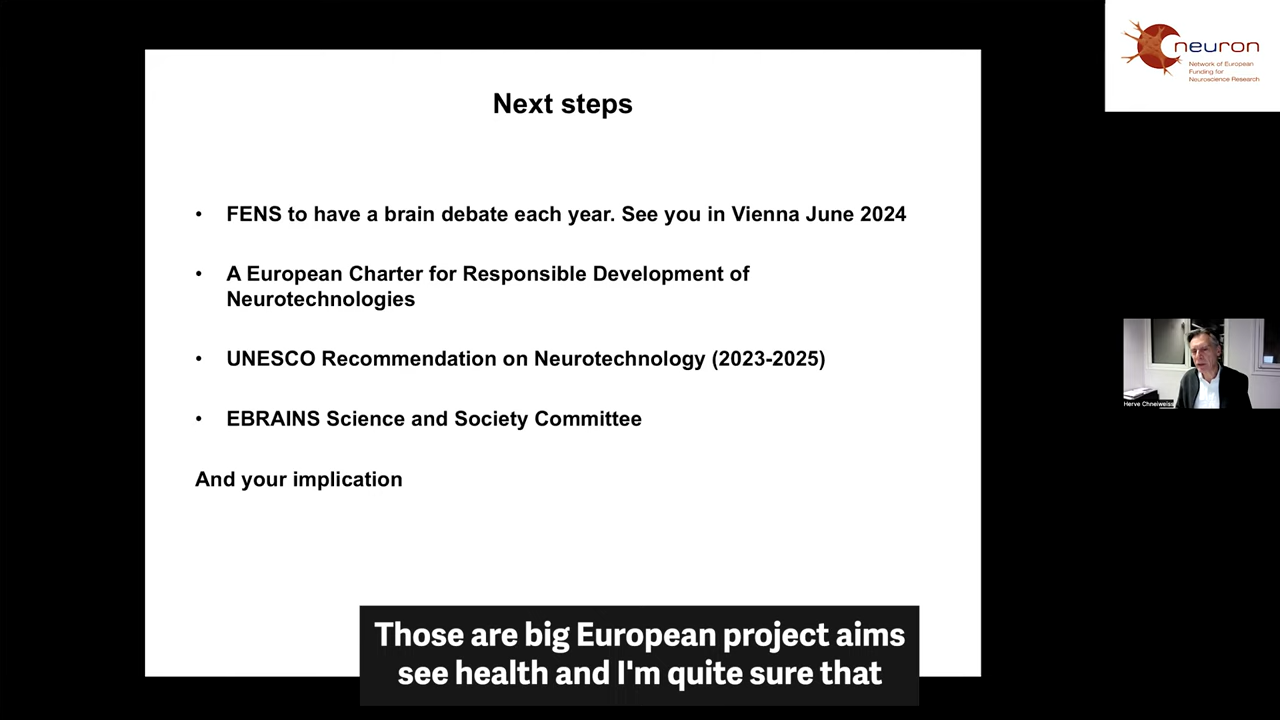 neuron
Network of European
Funding for
Neuroscience Research
Next steps
• FENS to have a brain debate each year. See you in Vienna June 2024
• A European Charter for Responsible Development of
Neurotechnologies
• UNESCO Recommendation on Neurotechnology (2023-2025)
• EBRAINS Science and Society Committee
And your implication
Herve Chneiweiss
Those are big European project aims
see health and I'm quite sure that